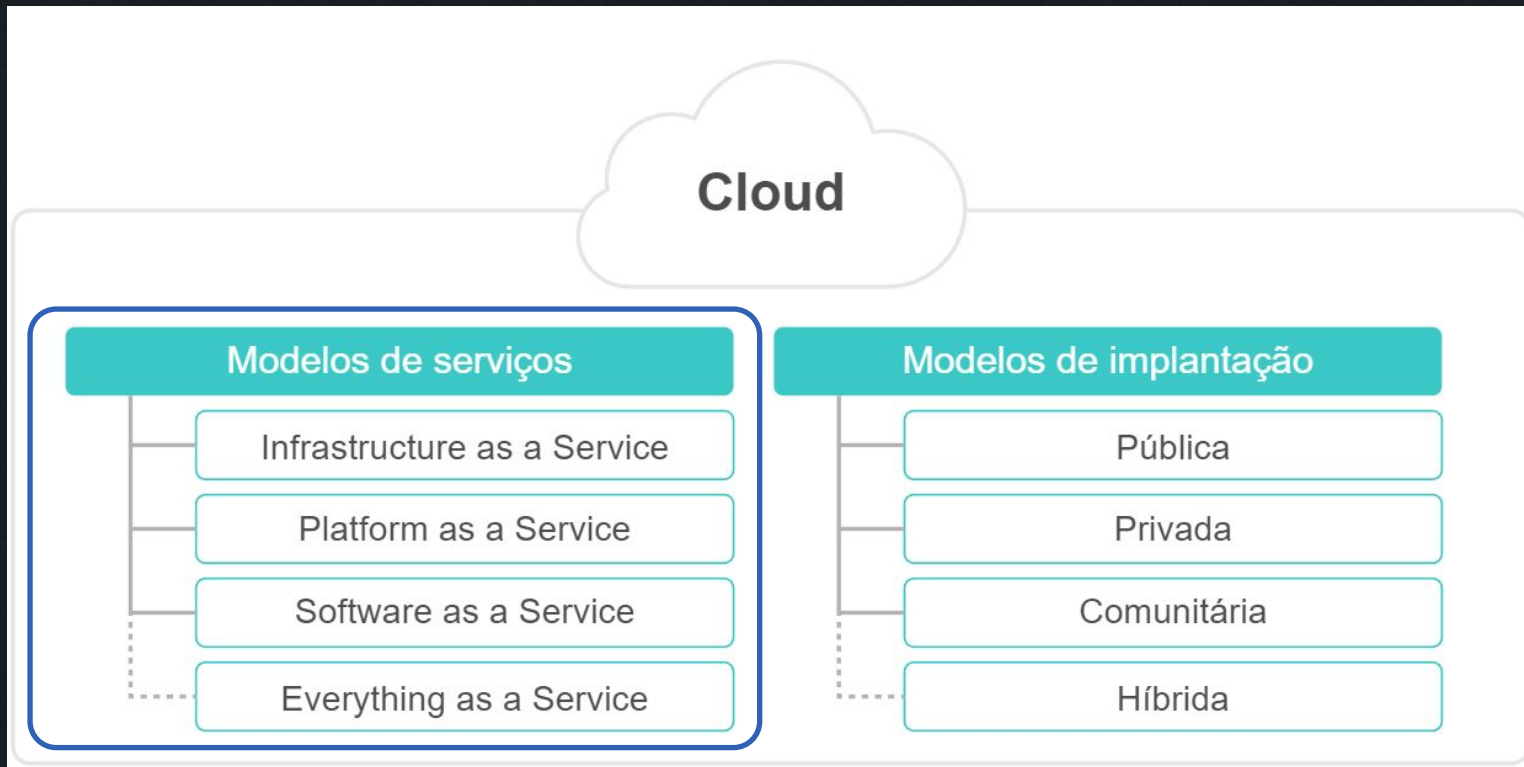 Cloud
Modelos de serviços
Infrastructure as a Service
Platform as a Service
Software as a Service
Everything as a Service
Modelos de implantação
Pública
Privada
Comunitária
Híbrida